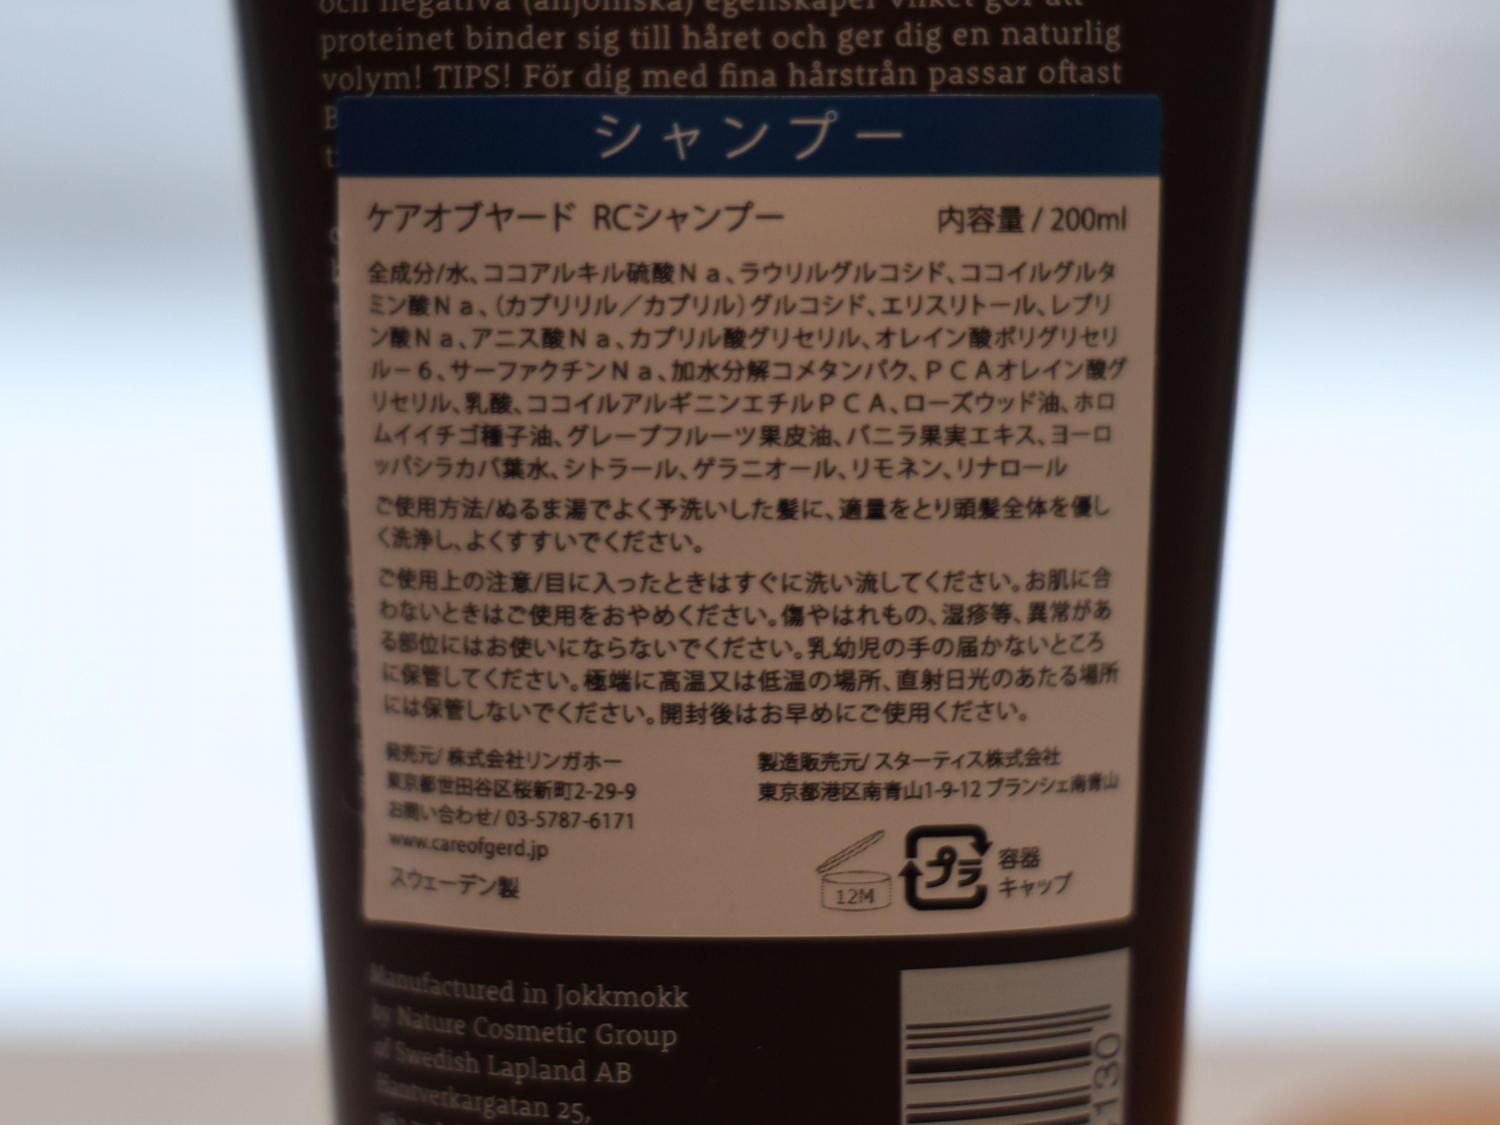 och negativa (anjoniska) egenskaper vilket gör att
proteinet binder sig till håret och ger dig en naturlig
volym! TIPS! För dig med fina hårstrån passar oftast
シャンプー
ケアオブヤード RCシャンプー 内容量 / 200ml
全成分/水、ココアルキル硫酸Ｎａ、ラウリルグルコシド、ココイルグルタ
ミン酸Ｎａ、（カプリリル／カプリル）グルコシド、エリスリトール、レブリ
ン酸Ｎａ、アニス酸Ｎａ、カプリル酸グリセリル、オレイン酸ポリグリセリ
ル－６、サーファクチンＮａ、加水分解コメタンパク、ＰＣＡオレイン酸グ
リセリル、乳酸、ココイルアルギニンエチルＰＣＡ、ローズウッド油、ホロ
ムイイチゴ種子油、グレープフルーツ果皮油、バニラ果実エキス、ヨーロ
ッパシラカバ葉水、シトラール、ゲラニオール、リモネン、リナロール
ご使用方法/ぬるま湯でよく予洗いした髪に、適量をとり頭髪全体を優し
く洗浄し、よくすすいでください。
ご使用上の注意/目に入ったときはすぐに洗い流してください。お肌に合
わないときはご使用をおやめください。傷やはれもの、湿疹等、異常があ
る部位にはお使いにならないでください。乳幼児の手の届かないところ
に保管してください。極端に高温又は低温の場所、直射日光のあたる場所
には保管しないでください。開封後はお早めにご使用ください。
発売元/ 株式会社リンガホー
東京都世田谷区桜新町2-29-9
お問い合わせ/ 03-5787-6171
www.careofgerd.jp
スウェーデン製
製造販売元/ スターティス株式会社
東京都港区南青山1-9-12 ブランシェ南青山
12M
プラ
容器
キャップ
Manufactured in Jokkmokk
by Nature Cosmetic Group
of Swedish Lapland AB
Hantverkargatan 25,
130